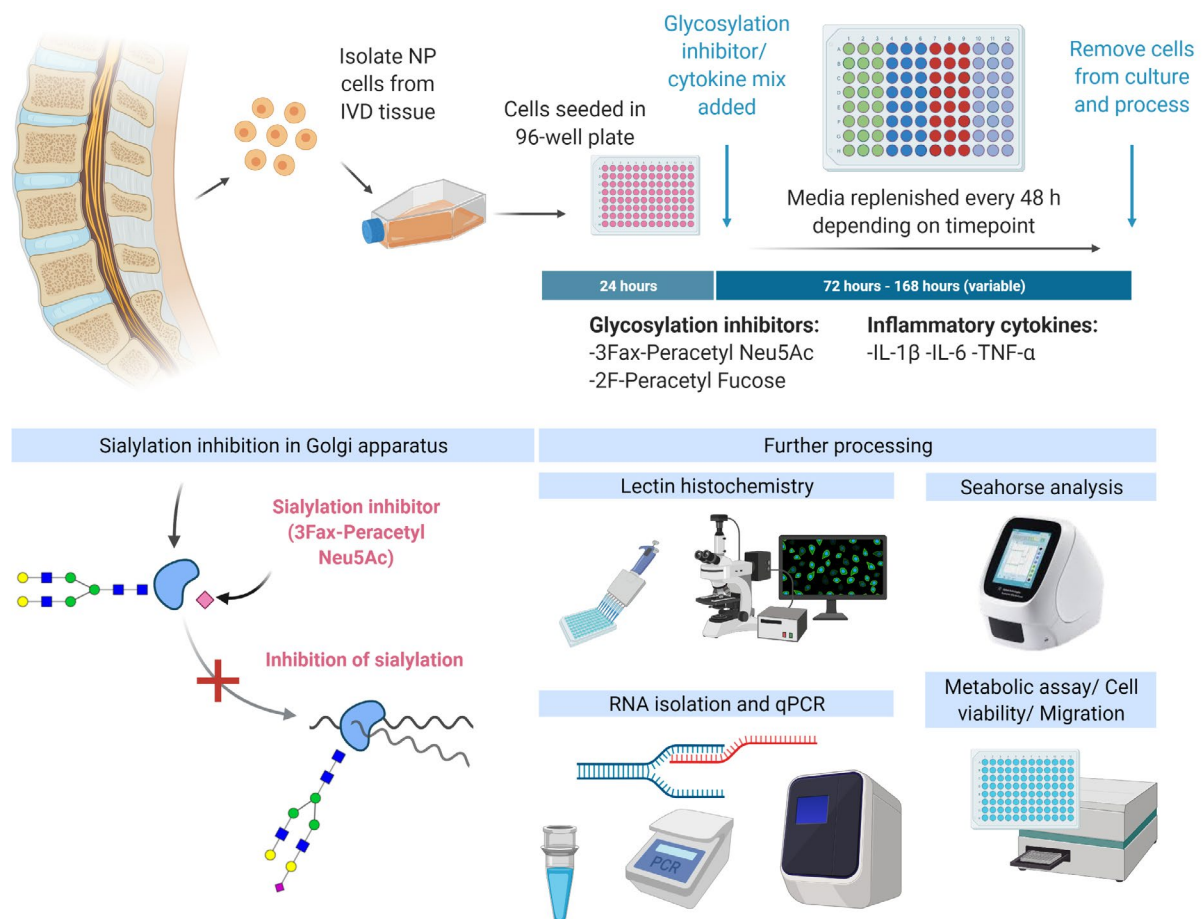 Isolate NP
cells from
IVD tissue
Cells seeded in
96-well plate
Glycosylation
inhibitor/
cytokine mix
added
Remove cells
from culture
and process
Media replenished every 48 h
depending on timepoint
24 hours
72 hours - 168 hours (variable)
Glycosylation inhibitors:
-3Fax-Peracetyl Neu5Ac
-2F-Peracetyl Fucose
Inflammatory cytokines:
-IL-1β -IL-6 -TNF-α
Sialylation inhibition in Golgi apparatus
Sialylation inhibitor
(3Fax-Peracetyl
Neu5Ac)
Inhibition of sialylation
Further processing
Lectin histochemistry
Seahorse analysis
RNA isolation and qPCR
PCR
Metabolic assay/ Cell
viability/ Migration